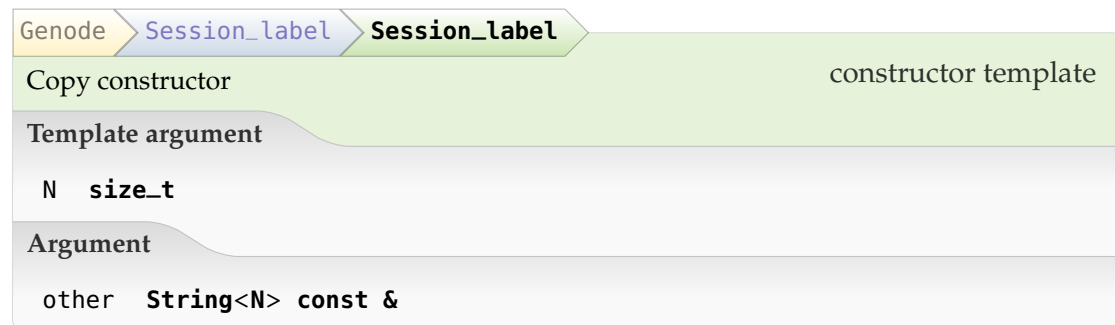 Genode Session_label Session_label
Copy constructor constructor template
Template argument
N size_t
Argument
other String<N> const &